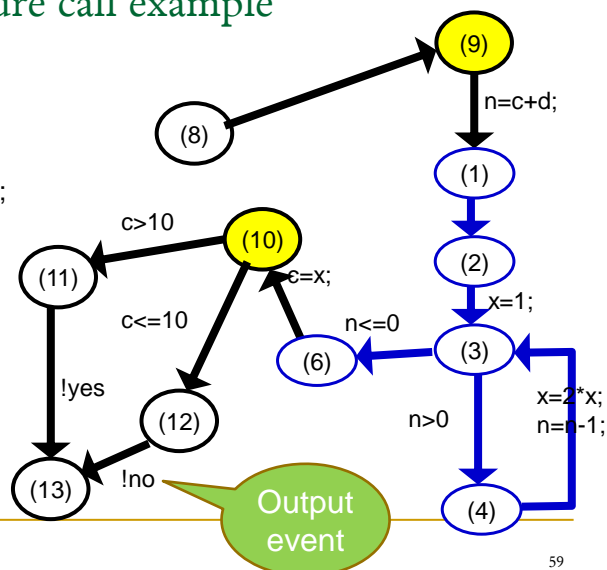 ure call example
(9)
n=c+d;
(8)
(1)
;
c>10
(10)
(2)
(11)
c=x;
x=1;
c<=10
n<=0
(3)
(6)
x=2*x;
!yes
n>0
n=n-1;
(12)
!no
(13)
Output
event
(4)
59